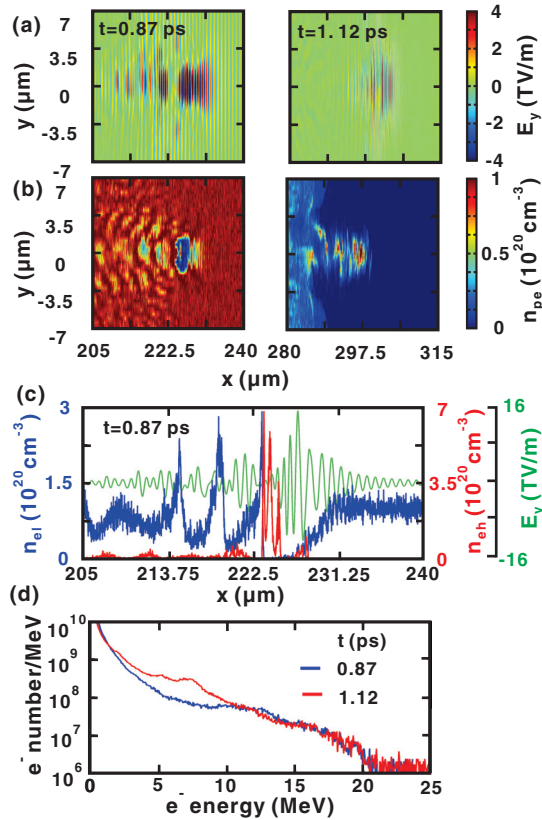 (a)
t=0.87 ps
t=1.12 ps
7
3.5
0
-3.5
-7
y (μm)
4
2
0
-2
-4
E_y (TV/m)
(b)
7
3.5
0
-3.5
-7
y (μm)
1
0.5
0
n_pe (10^20 cm^-3)
205 222.5 240 280 297.5 315
x (μm)
(c)
t=0.87 ps
3
1.5
0
n_el (10^20 cm^-3)
7
3.5
0
n_eh (10^20 cm^-3)
16
-16
E_y (TV/m)
205 213.75 222.5 231.25 240
x (μm)
(d)
10^10
10^9
10^8
10^7
10^6
e^- number/MeV
t (ps)
0.87
1.12
0 5 10 15 20 25
e^- energy (MeV)